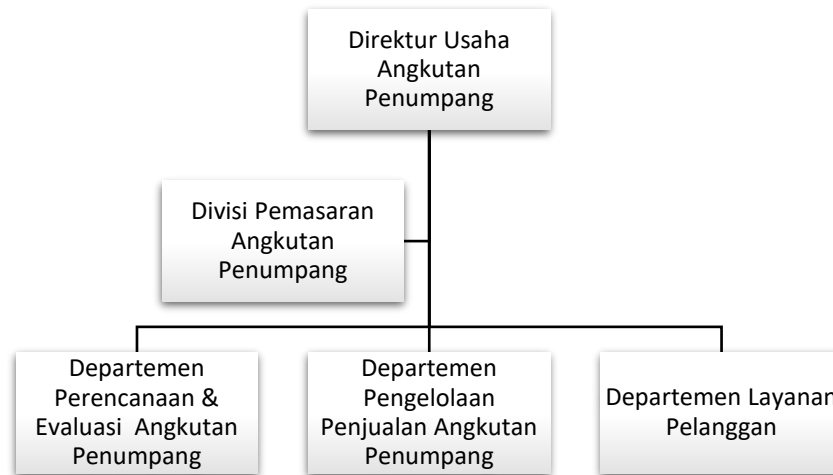 Direktur Usaha
Angkutan
Penumpang
Divisi Pemasaran
Angkutan
Penumpang
Departemen
Perencanaan &
Evaluasi Angkutan
Penumpang
Departemen
Pengelolaan
Penjualan Angkutan
Penumpang
Departemen Layanan
Pelanggan